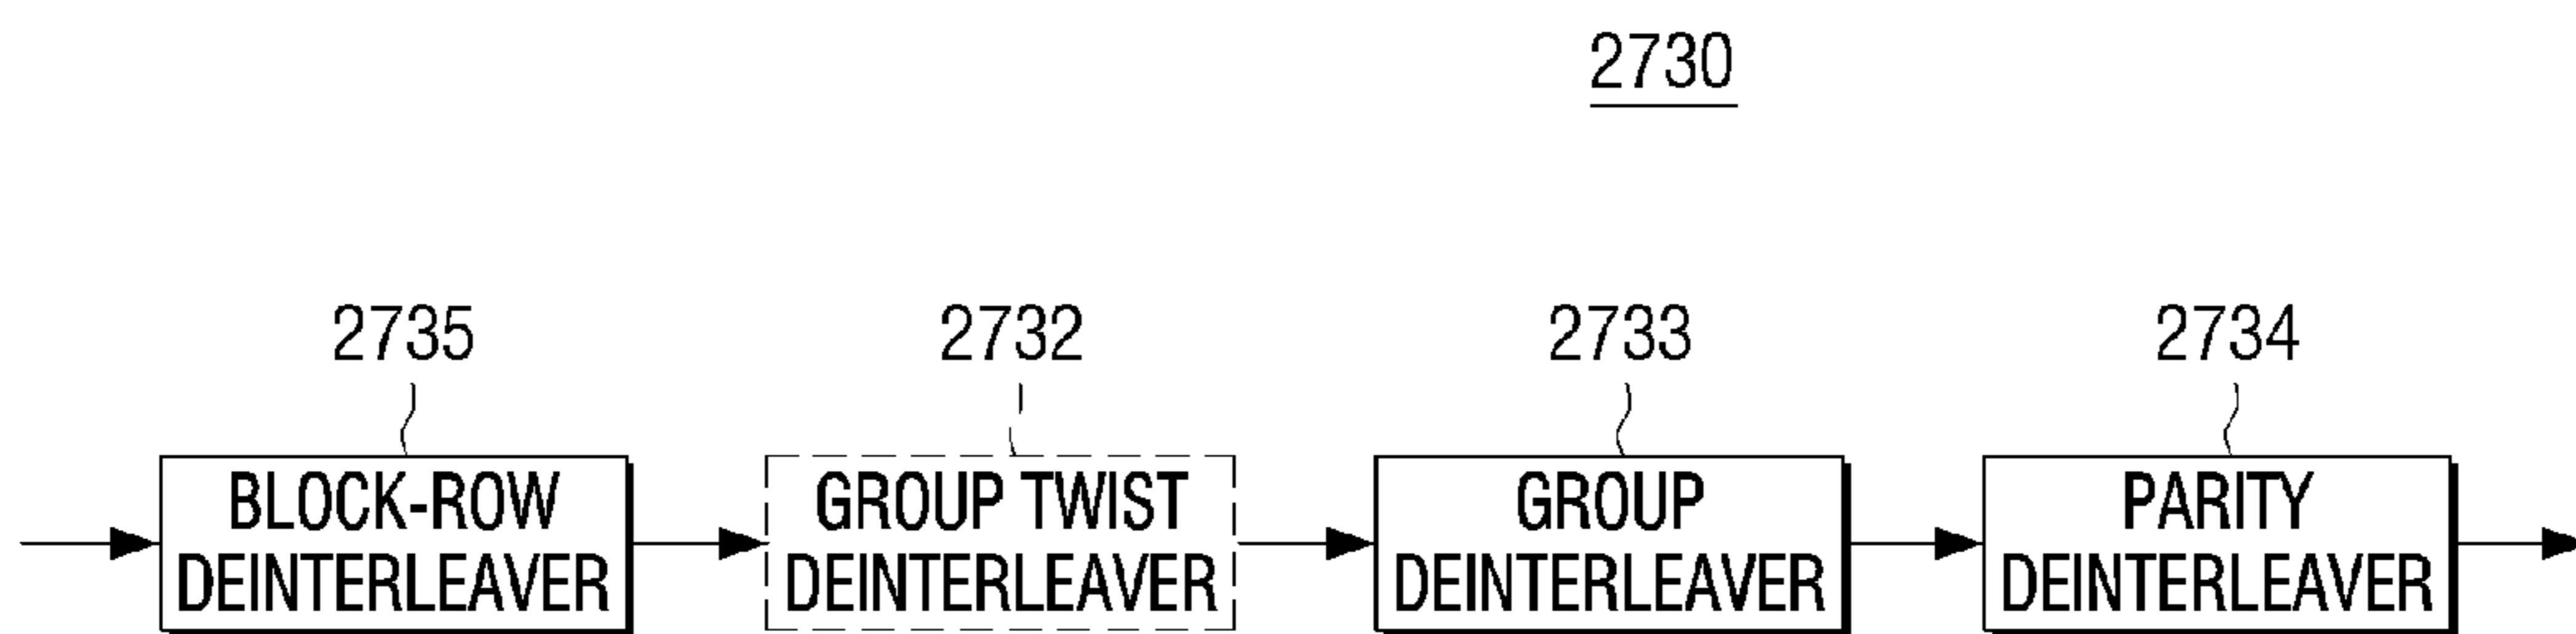 2730
2735
2732
2733
2734
BLOCK-ROW
DEINTERLEAVER
GROUP TWIST
DEINTERLEAVER
GROUP
DEINTERLEAVER
PARITY
DEINTERLEAVER